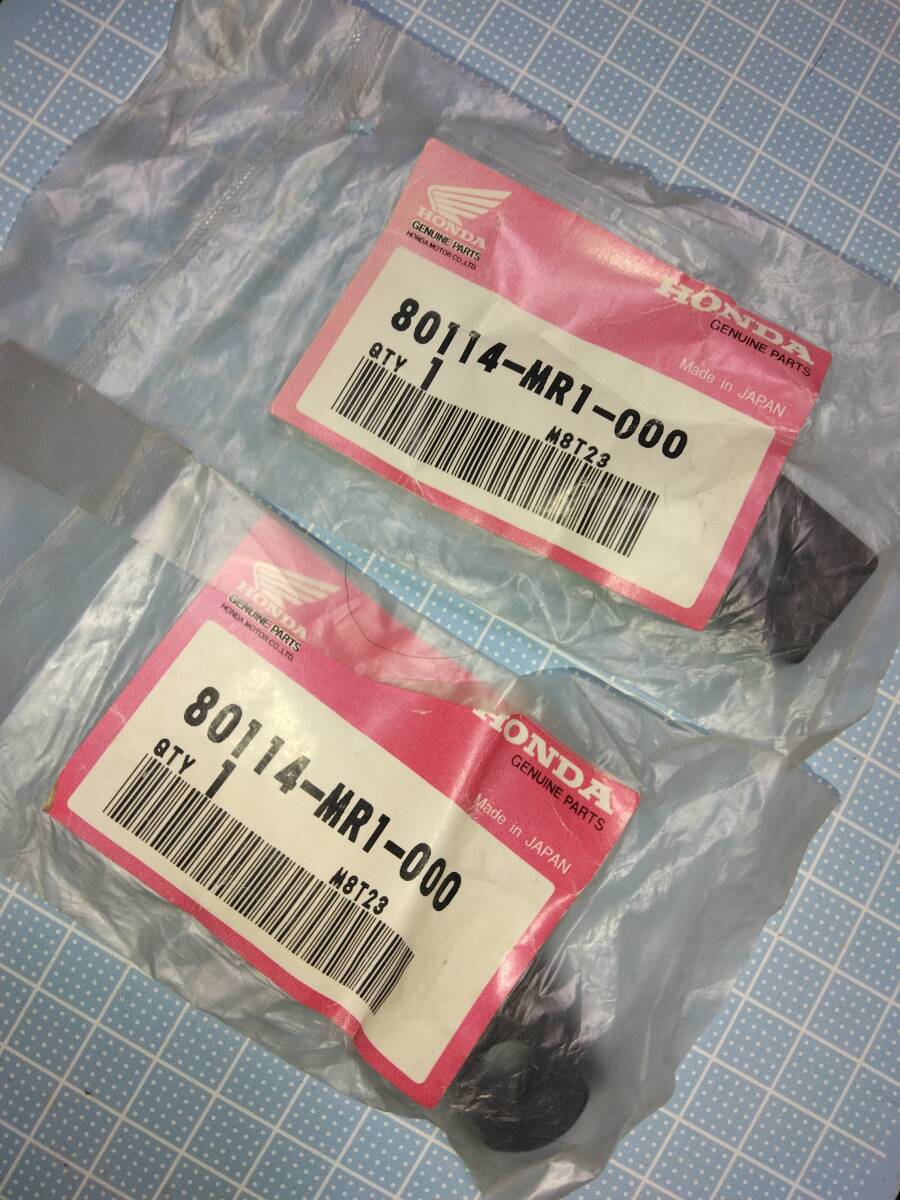 HONDA
GENUINE PARTS
HONDA MOTOR CO.,LTD.
HONDA
GENUINE PARTS
Made in JAPAN
80114-MR1-000
QTY 1
M8T23
HONDA
GENUINE PARTS
HONDA MOTOR CO.,LTD.
HONDA
GENUINE PARTS
Made in JAPAN
80114-MR1-000
QTY 1
M8T23